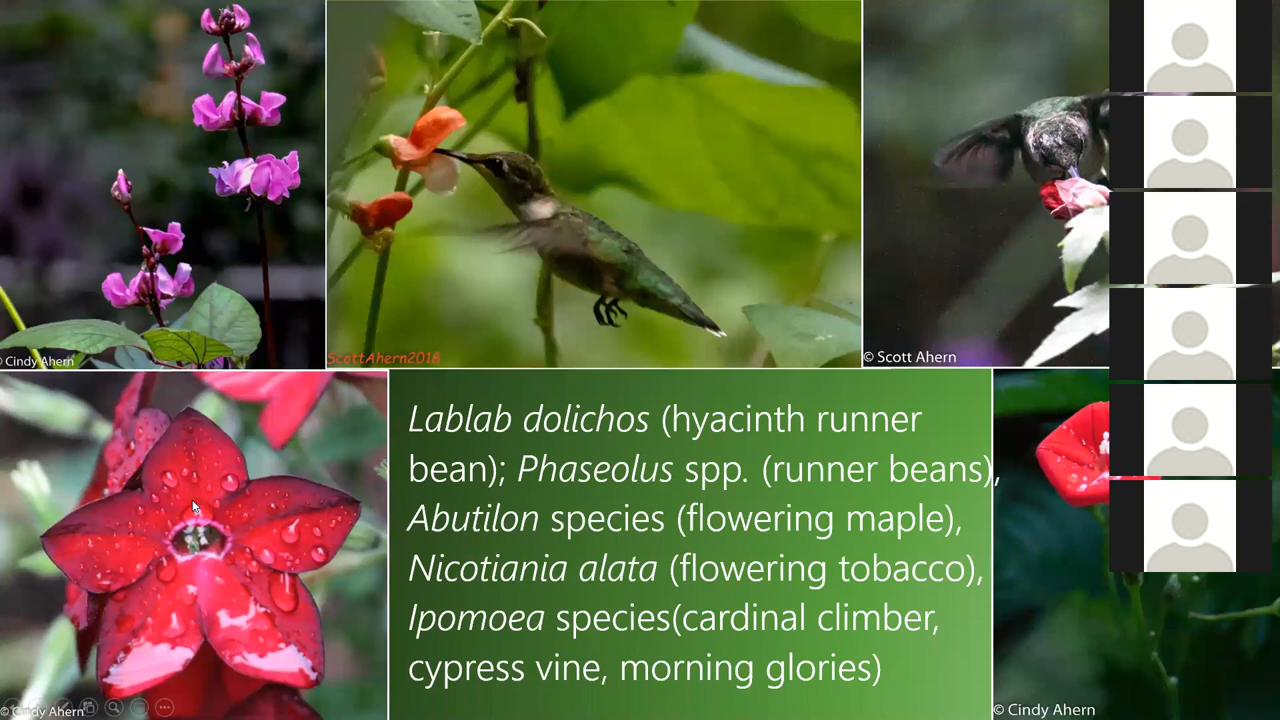 © Cindy Ahern
ScottAhern2018
© Scott Ahern
Lablab dolichos (hyacinth runner
bean); Phaseolus spp. (runner beans),
Abutilon species (flowering maple),
Nicotiania alata (flowering tobacco),
Ipomoea species(cardinal climber,
cypress vine, morning glories)
© Cindy Ahern
© Cindy Ahern